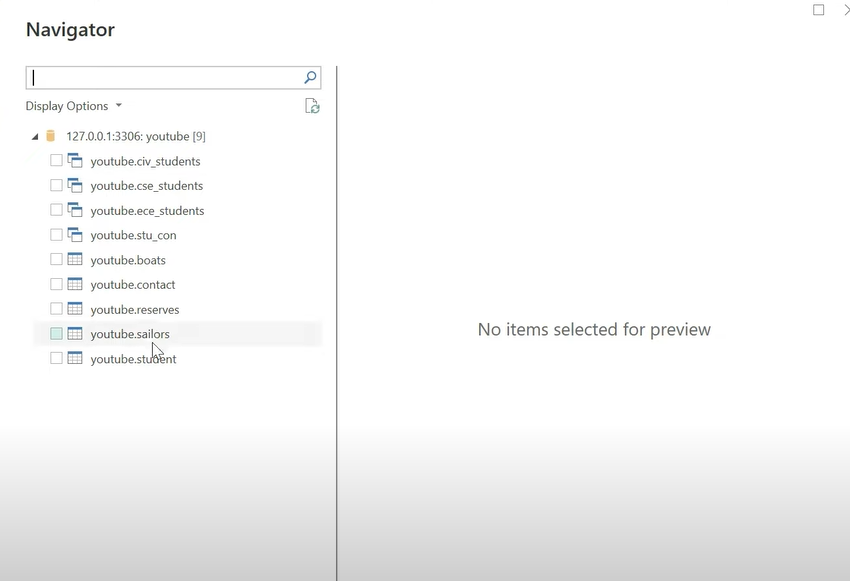 Navigator
Display Options
127.0.0.1:3306: youtube [9]
youtube.civ_students
youtube.cse_students
youtube.ece_students
youtube.stu_con
youtube.boats
youtube.contact
youtube.reserves
youtube.sailors
youtube.student
No items selected for preview